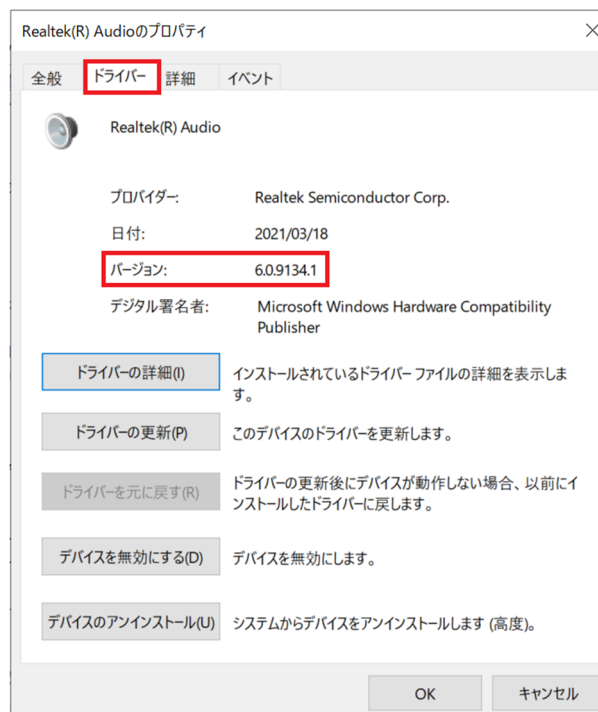 Realtek(R) Audioのプロパティ
全般 ドライバー 詳細 イベント
Realtek(R) Audio
プロバイダー: Realtek Semiconductor Corp.
日付: 2021/03/18
バージョン: 6.0.9134.1
デジタル署名者: Microsoft Windows Hardware Compatibility
Publisher
ドライバーの詳細(I) インストールされているドライバー ファイルの詳細を表示しま
す。
ドライバーの更新(P) このデバイスのドライバーを更新します。
ドライバーを元に戻す(R) ドライバーの更新後にデバイスが動作しない場合、以前にイ
ンストールしたドライバーに戻します。
デバイスを無効にする(D) デバイスを無効にします。
デバイスのアンインストール(U) システムからデバイスをアンインストールします (高度)。
OK キャンセル